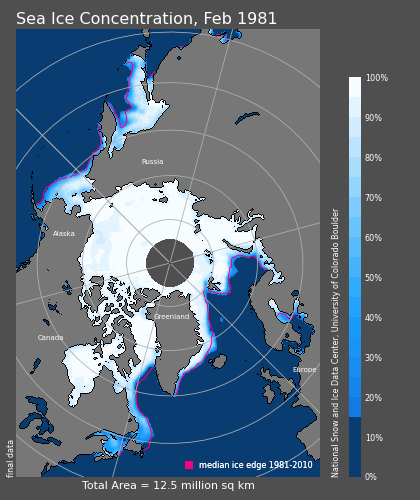 Sea Ice Concentration, Feb 1981
Russia
Alaska
Greenland
Canada
Europe
median ice edge 1981-2010
final data
Total Area = 12.5 million sq km
National Snow and Ice Data Center, University of Colorado Boulder
100%
90%
80%
70%
60%
50%
40%
30%
20%
10%
0%